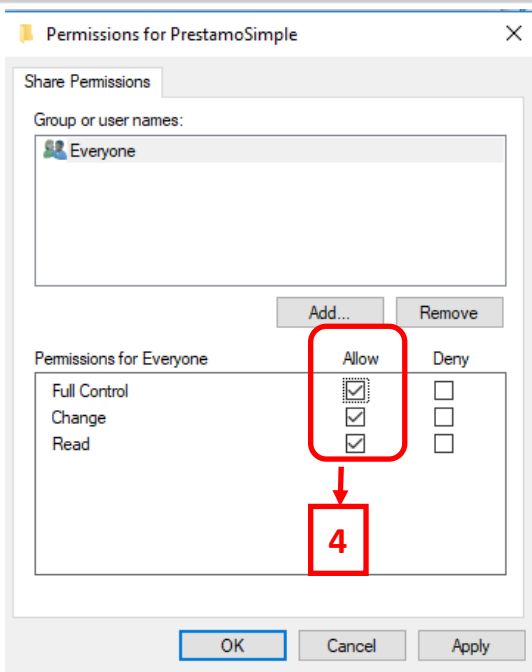 Permissions for PrestamoSimple
Share Permissions
Group or user names:
Everyone
Add... Remove
Permissions for Everyone Allow Deny
Full Control
Change
Read
4
OK Cancel Apply